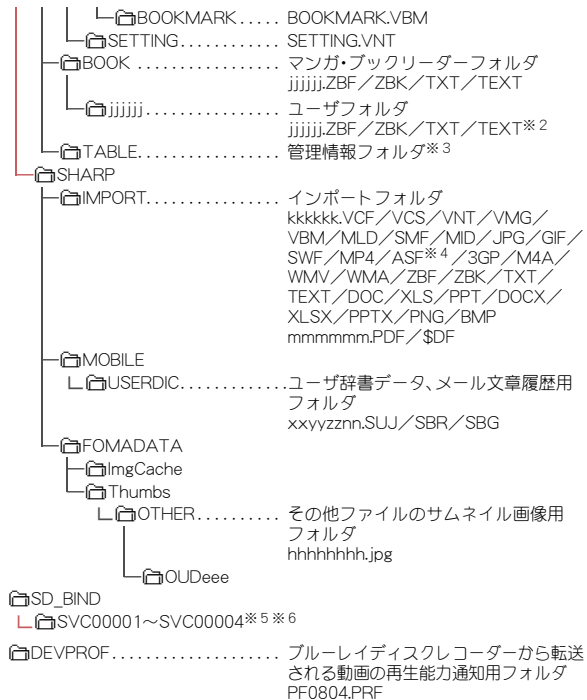 BOOKMARK..... BOOKMARK.VBM
SETTING............ SETTING.VNT
BOOK ................. マンガ・ブックリーダーフォルダ
jjjjjj.ZBF／ZBK／TXT／TEXT
jjjjjj................. ユーザフォルダ
jjjjjj.ZBF／ZBK／TXT／TEXT※2
TABLE................. 管理情報フォルダ※3
SHARP
IMPORT................ インポートフォルダ
kkkkkk.VCF／VCS／VNT／VMG／
VBM／MLD／SMF／MID／JPG／GIF／
SWF／MP4／ASF※4／3GP／M4A／
WMV／WMA／ZBF／ZBK／TXT／
TEXT／DOC／XLS／PPT／DOCX／
XLSX／PPTX／PNG／BMP
mmmmmm.PDF／$DF
MOBILE
USERDIC.............ユーザ辞書データ、メール文章履歴用
フォルダ
xxyyzznn.SUJ／SBR／SBG
FOMADATA
ImgCache
Thumbs
OTHER.......... その他ファイルのサムネイル画像用
フォルダ
hhhhhhhh.jpg
OUDeee
SD_BIND
SVC00001～SVC00004※5※6
DEVPROF.................... ブルーレイディスクレコーダーから転送
される動画の再生能力通知用フォルダ
PF0804.PRF